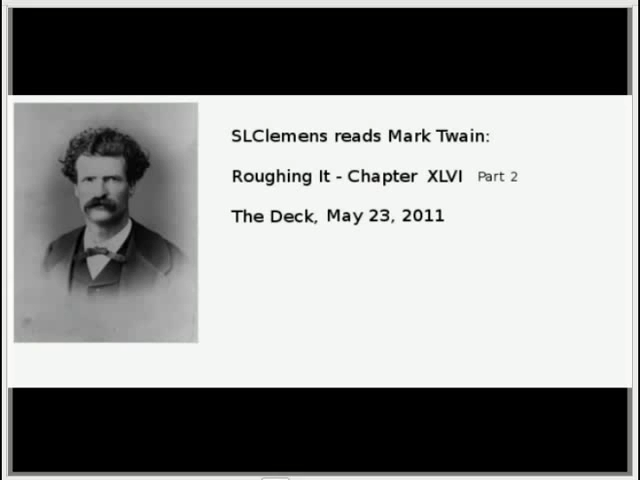 SLClemens reads Mark Twain:
Roughing It - Chapter XLVI Part 2
The Deck, May 23, 2011